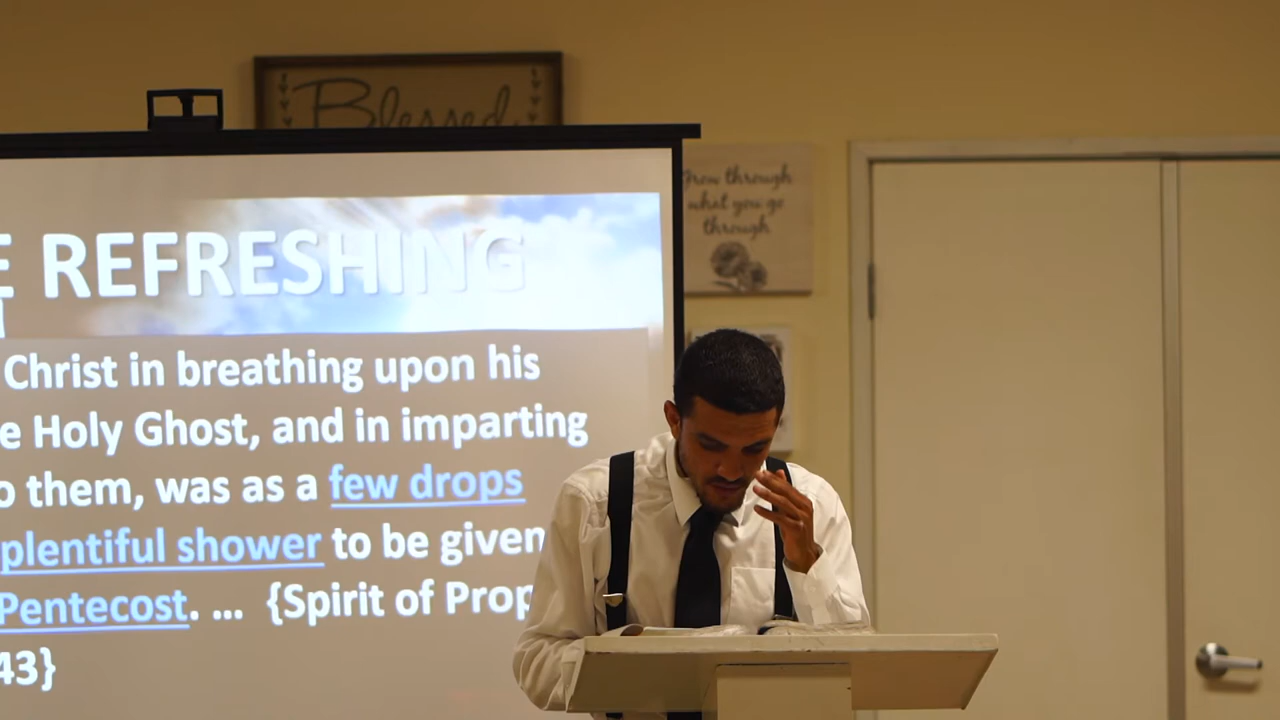 Blessed
Grow through
what you go
through
E REFRESHING
Christ in breathing upon his
e Holy Ghost, and in imparting
o them, was as a few drops
plentiful shower to be given
Pentecost. ... {Spirit of Prop
43}